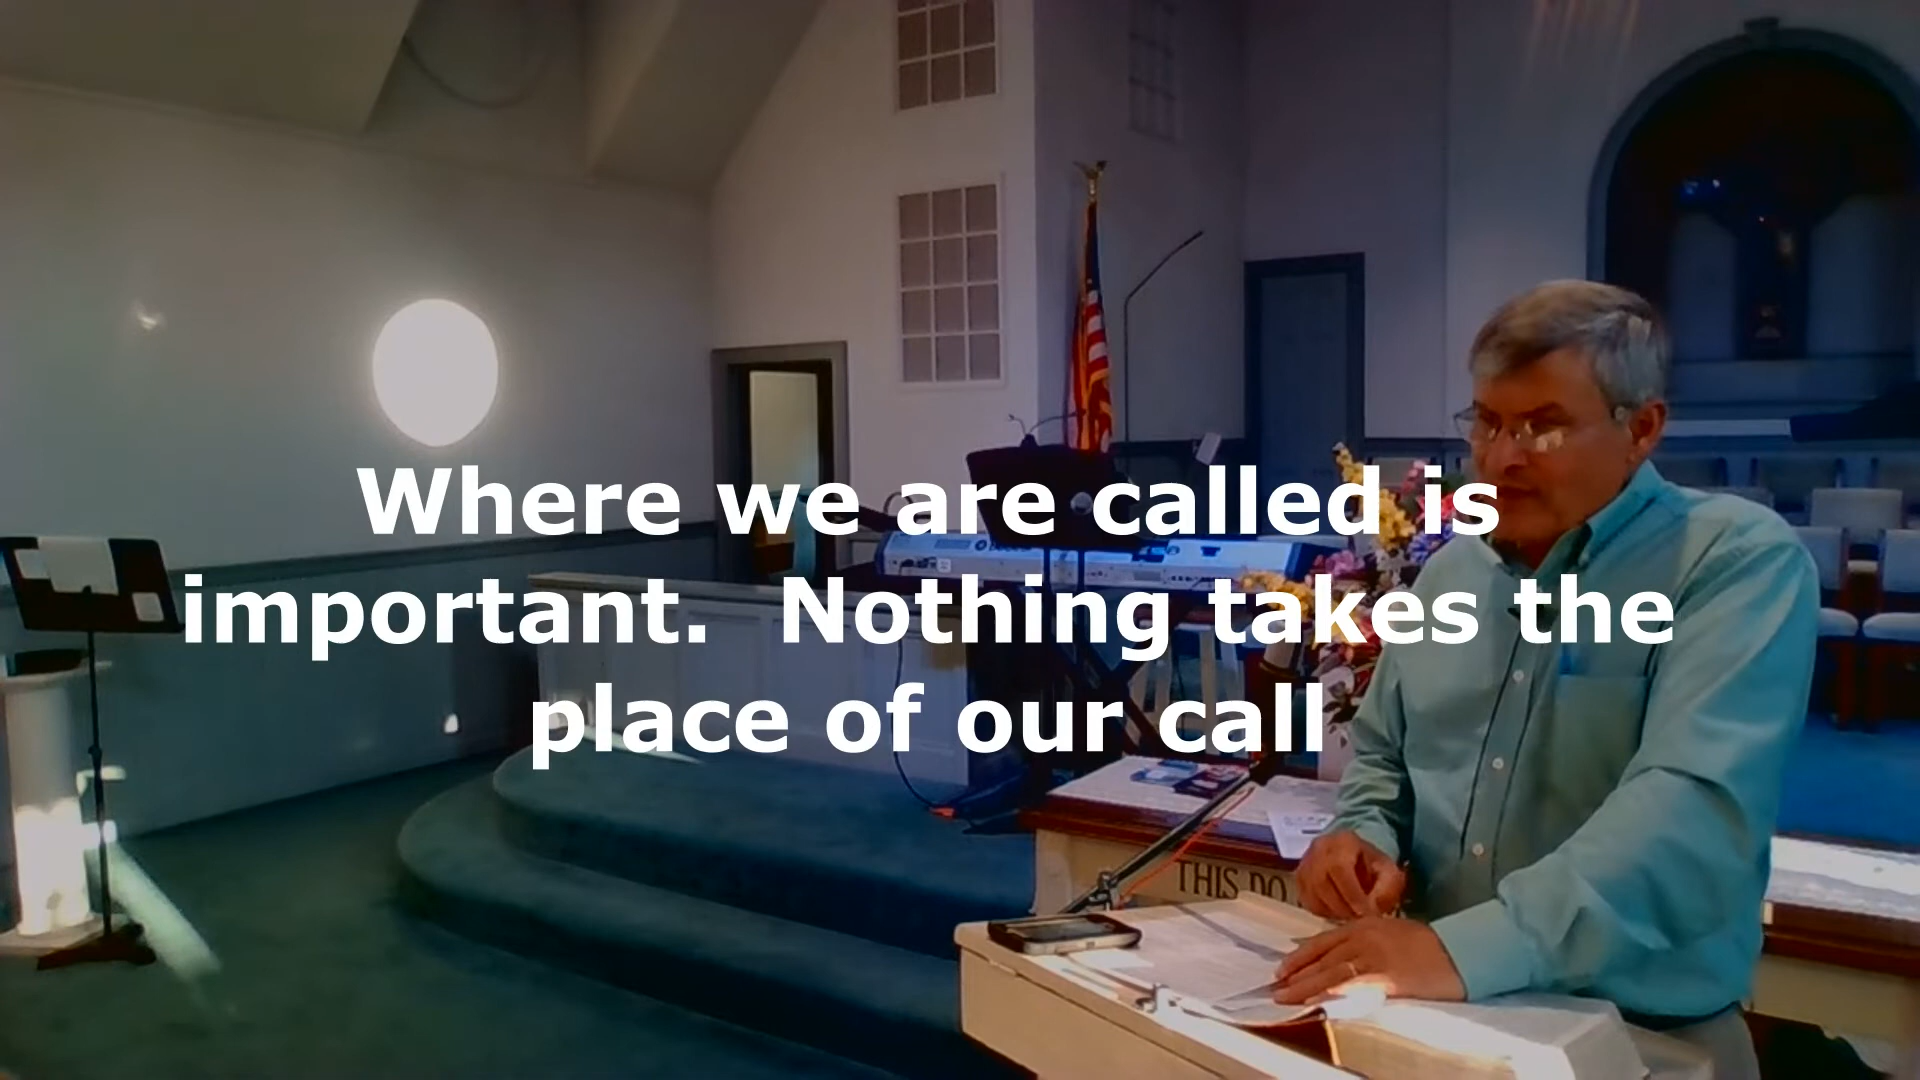 Where we are called is
important.  Nothing takes the
place of our call
THIS DO